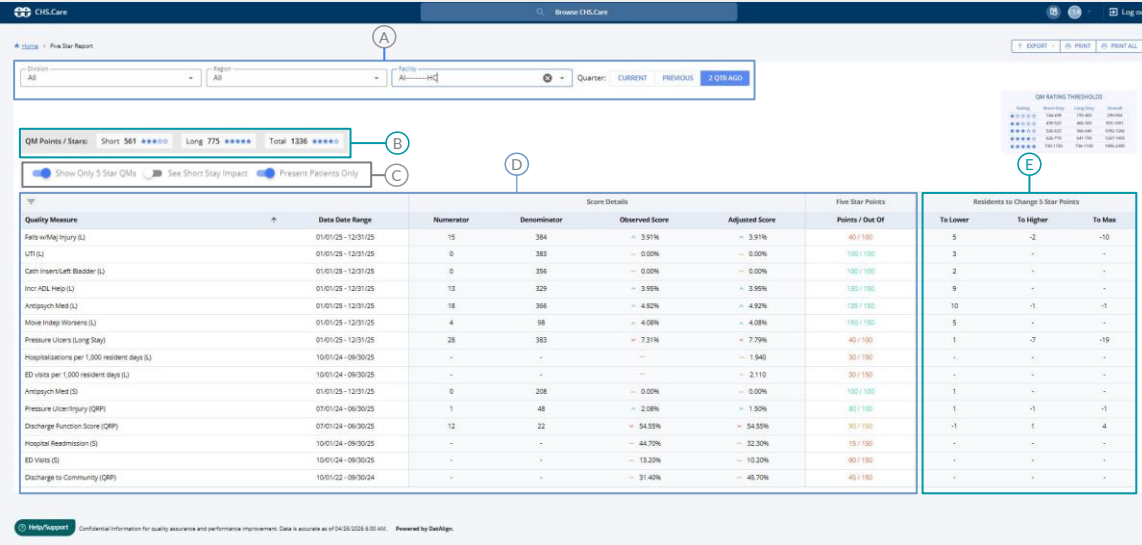 CHS.Care
Browse CHS.Care
Log ou
Home > Five Star Report
A
EXPORT PRINT PRINT ALL
Division All
Region All
Facility AI---------HC
Quarter: CURRENT PREVIOUS 2 QTR AGO
QM RATING THRESHOLDS
Rating Short Stay Long Stay Overall
QM Points / Stars: Short 561 ★★★☆☆ Long 775 ★★★★★ Total 1336 ★★★★☆
B
Show Only 5 Star QMs See Short Stay Impact Present Patients Only
C
D
E
Score Details Five Star Points Residents to Change 5 Star Points
Quality Measure ↑ Data Date Range Numerator Denominator Observed Score Adjusted Score Points / Out Of To Lower To Higher To Max
Falls w/Maj Injury (L) 01/01/25 - 12/31/25 15 384 3.91% 3.91% 40 / 100 5 -2 -10
UTI (L) 01/01/25 - 12/31/25 0 383 — 0.00% — 0.00% 100 / 100 3 - -
Cath Insert/Left Bladder (L) 01/01/25 - 12/31/25 0 356 — 0.00% — 0.00% 100 / 100 2 - -
Incr ADL Help (L) 01/01/25 - 12/31/25 13 329 3.95% 3.95% 150 / 150 9 - -
Antipsych Med (L) 01/01/25 - 12/31/25 18 366 4.92% 4.92% 135 / 150 10 -1 -1
Move Indep Worsens (L) 01/01/25 - 12/31/25 4 98 4.08% 4.08% 150 / 150 5 - -
Pressure Ulcers (Long Stay) 01/01/25 - 12/31/25 28 383 7.31% 7.79% 40 / 100 1 -7 -19
Hospitalizations per 1,000 resident days (L) 10/01/24 - 09/30/25 - - — — 1.940 30 / 150 - - -
ED visits per 1,000 resident days (L) 10/01/24 - 09/30/25 - - — — 2.110 30 / 150 - - -
Antipsych Med (S) 01/01/25 - 12/31/25 0 208 — 0.00% — 0.00% 100 / 100 1 - -
Pressure Ulcer/Injury (QRP) 07/01/24 - 06/30/25 1 48 2.08% 1.50% 80 / 100 1 -1 -1
Discharge Function Score (QRP) 07/01/24 - 06/30/25 12 22 54.55% 54.55% 90 / 150 -1 1 4
Hospital Readmission (S) 10/01/24 - 09/30/25 - - — 44.70% — 32.30% 15 / 150 - - -
ED Visits (S) 10/01/24 - 09/30/25 - - — 13.20% — 10.20% 60 / 150 - - -
Discharge to Community (QRP) 10/01/22 - 09/30/24 - - — 31.40% — 45.70% 45 / 150 - - -
Help/Support Confidential Information for quality assurance and performance improvement. Data is accurate as of 04/26/2026 6:00 AM. Powered by DatAlign.